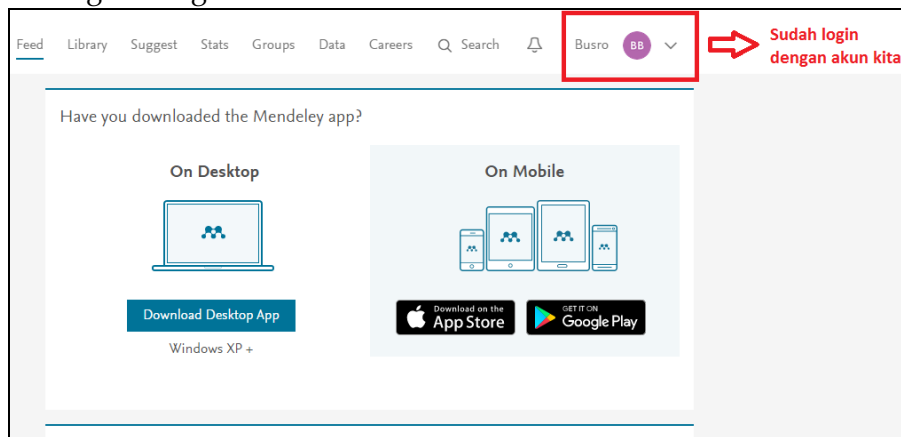 Feed Library Suggest Stats Groups Data Careers Search Busro BB
Sudah login
dengan akun kita
Have you downloaded the Mendeley app?
On Desktop
Download Desktop App
Windows XP +
On Mobile
Download on the
App Store
GET IT ON
Google Play